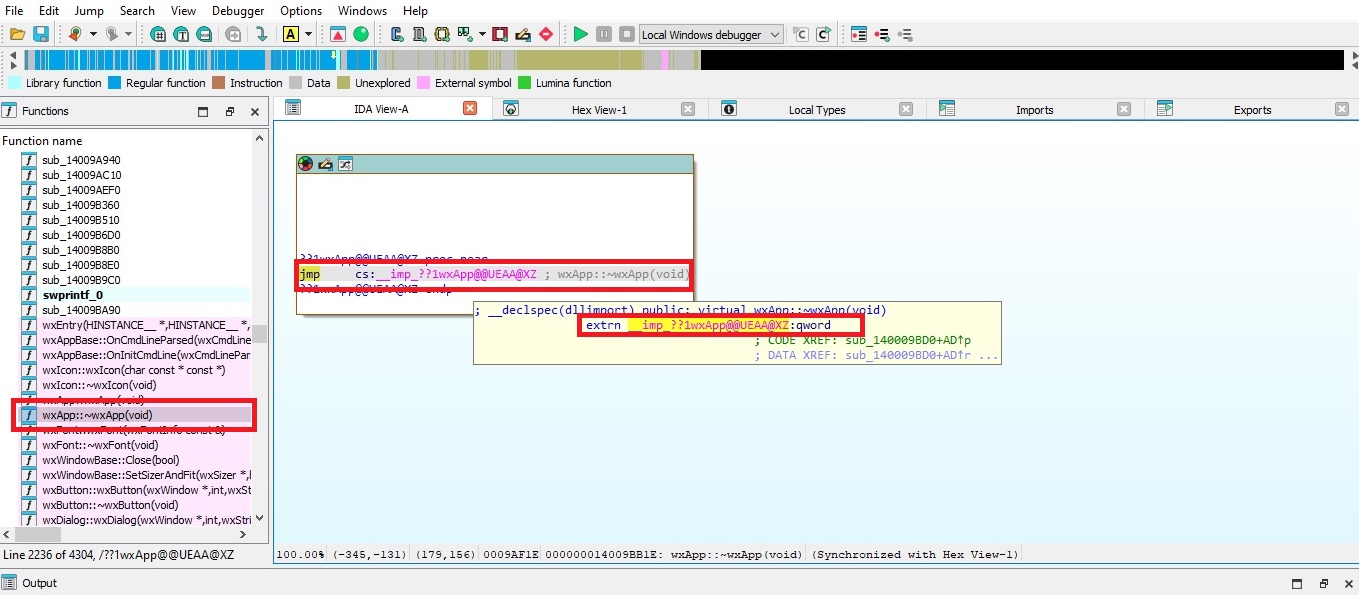 File Edit Jump Search View Debugger Options Windows Help
A Local Windows debugger
Library function Regular function Instruction Data Unexplored External symbol Lumina function
Functions
IDA View-A Hex View-1 Local Types Imports Exports
Function name
sub_14009A940
sub_14009AC10
sub_14009AEF0
sub_14009B360
sub_14009B510
sub_14009B6D0
sub_14009B8B0
sub_14009B8E0
sub_14009B9C0
swprintf_0
sub_14009BA90
wxEntry(HINSTANCE__ *,HINSTANCE__ *,
wxAppBase::OnCmdLineParsed(wxCmdLine
wxAppBase::OnInitCmdLine(wxCmdLinePar
wxIcon::wxIcon(char const * const *)
wxIcon::~wxIcon(void)
wxApp::wxApp(void)
wxApp::~wxApp(void)
wxFont::wxFont(wxFontInfo const &)
wxFont::~wxFont(void)
wxWindowBase::Close(bool)
wxWindowBase::SetSizerAndFit(wxSizer *,
wxButton::wxButton(wxWindow *,int,wxSt
wxButton::~wxButton(void)
wxDialog::wxDialog(wxWindow *,int,wxStri
Line 2236 of 4304, /??1wxApp@@UEAA@XZ
??1wxApp@@UEAA@XZ proc near
jmp cs:__imp_??1wxApp@@UEAA@XZ ; wxApp::~wxApp(void)
??1wxApp@@UEAA@XZ endp
; __declspec(dllimport) public: virtual wxApp::~wxApp(void)
extrn __imp_??1wxApp@@UEAA@XZ:qword
; CODE XREF: sub_140009BD0+AD↑p
; DATA XREF: sub_140009BD0+AD↑r ...
100.00% (-345,-131) (179,156) 0009AF1E 000000014009BB1E: wxApp::~wxApp(void) (Synchronized with Hex View-1)
Output